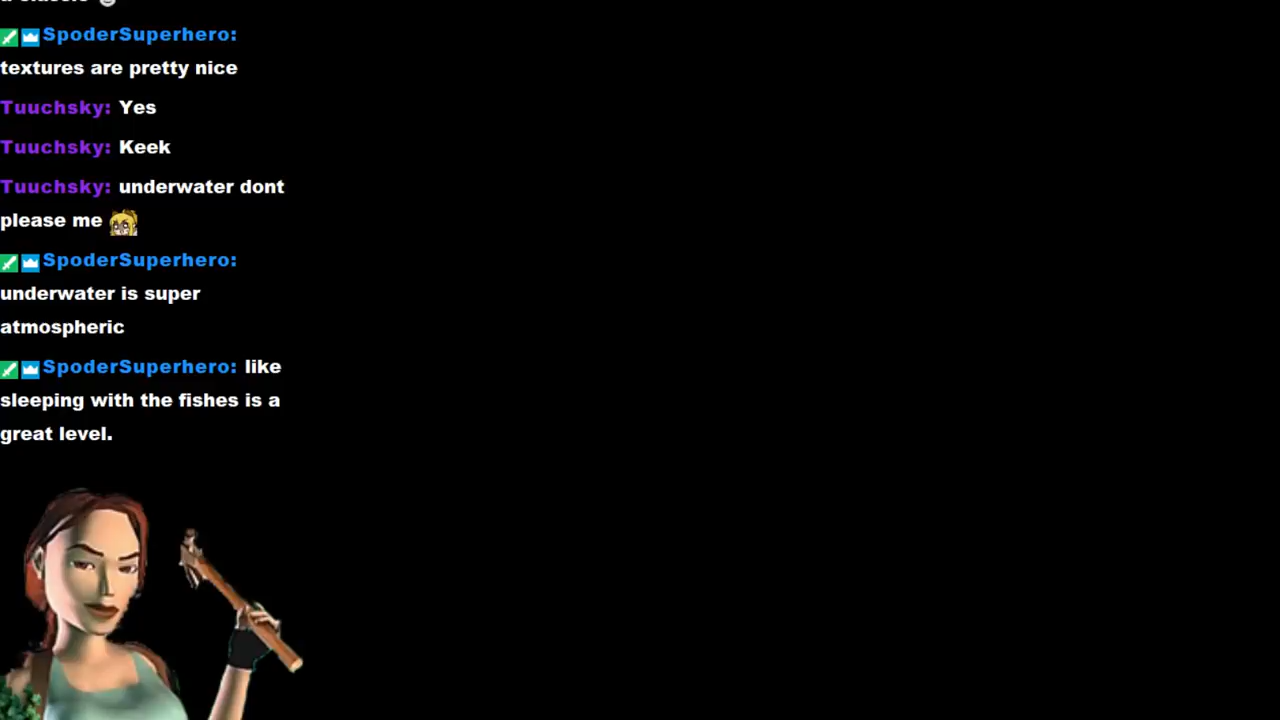 SpoderSuperhero:
textures are pretty nice
Tuuchsky: Yes
Tuuchsky: Keek
Tuuchsky: underwater dont
please me
SpoderSuperhero:
underwater is super
atmospheric
SpoderSuperhero: like
sleeping with the fishes is a
great level.